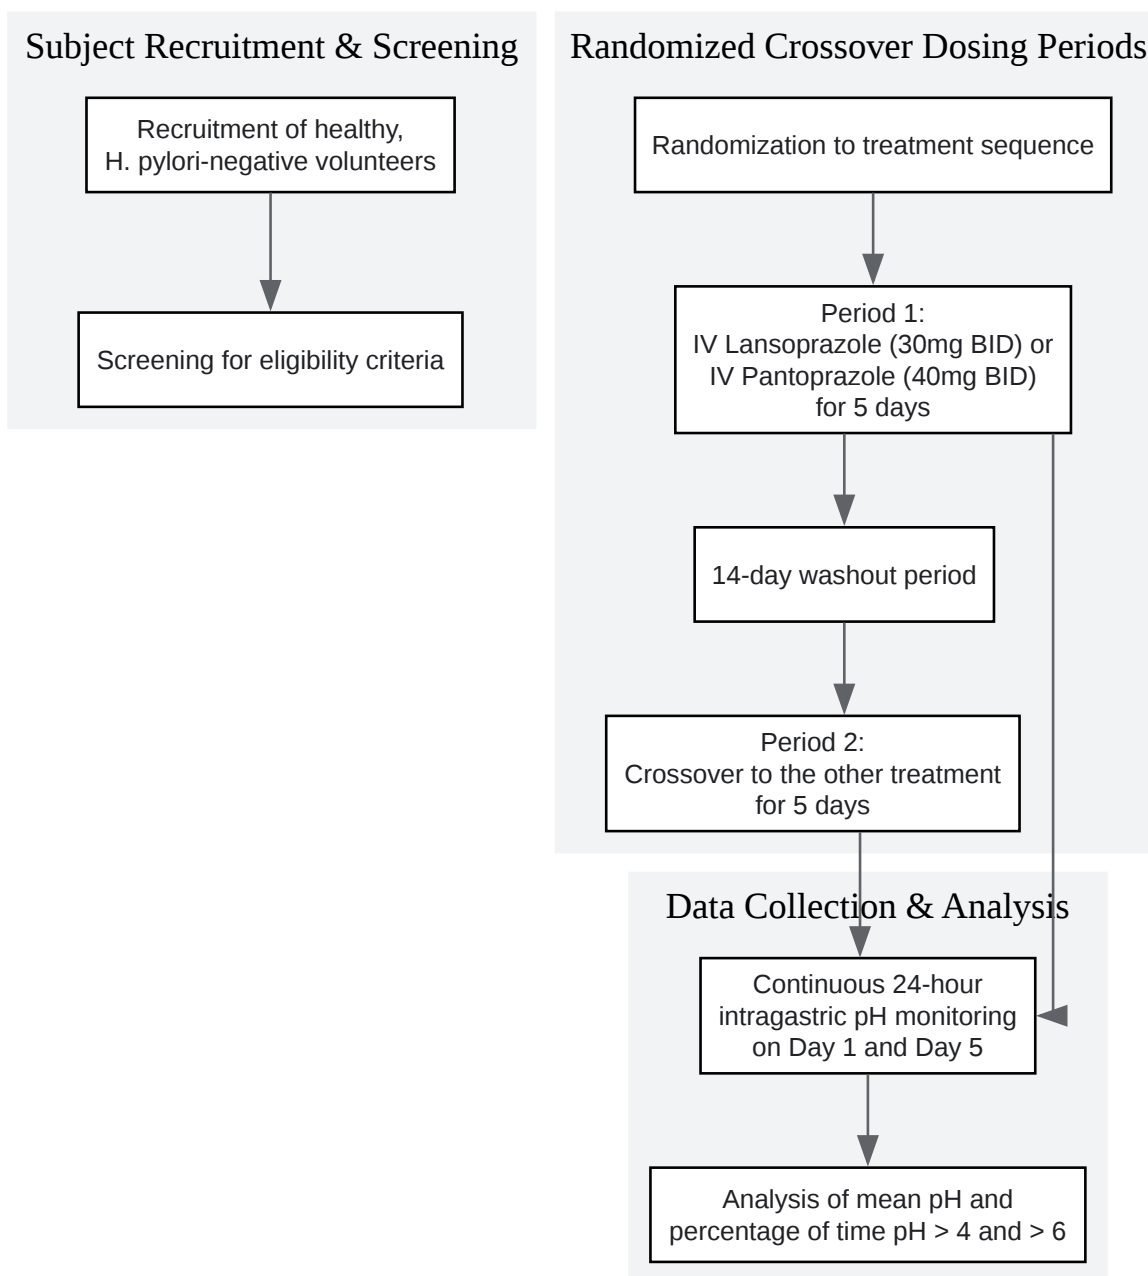 Subject Recruitment & Screening
Recruitment of healthy,
H. pylori-negative volunteers
Screening for eligibility criteria
Randomized Crossover Dosing Periods
Randomization to treatment sequence
Period 1:
IV Lansoprazole (30mg BID) or
IV Pantoprazole (40mg BID)
for 5 days
14-day washout period
Period 2:
Crossover to the other treatment
for 5 days
Data Collection & Analysis
Continuous 24-hour
intragastric pH monitoring
on Day 1 and Day 5
Analysis of mean pH and
percentage of time pH > 4 and > 6